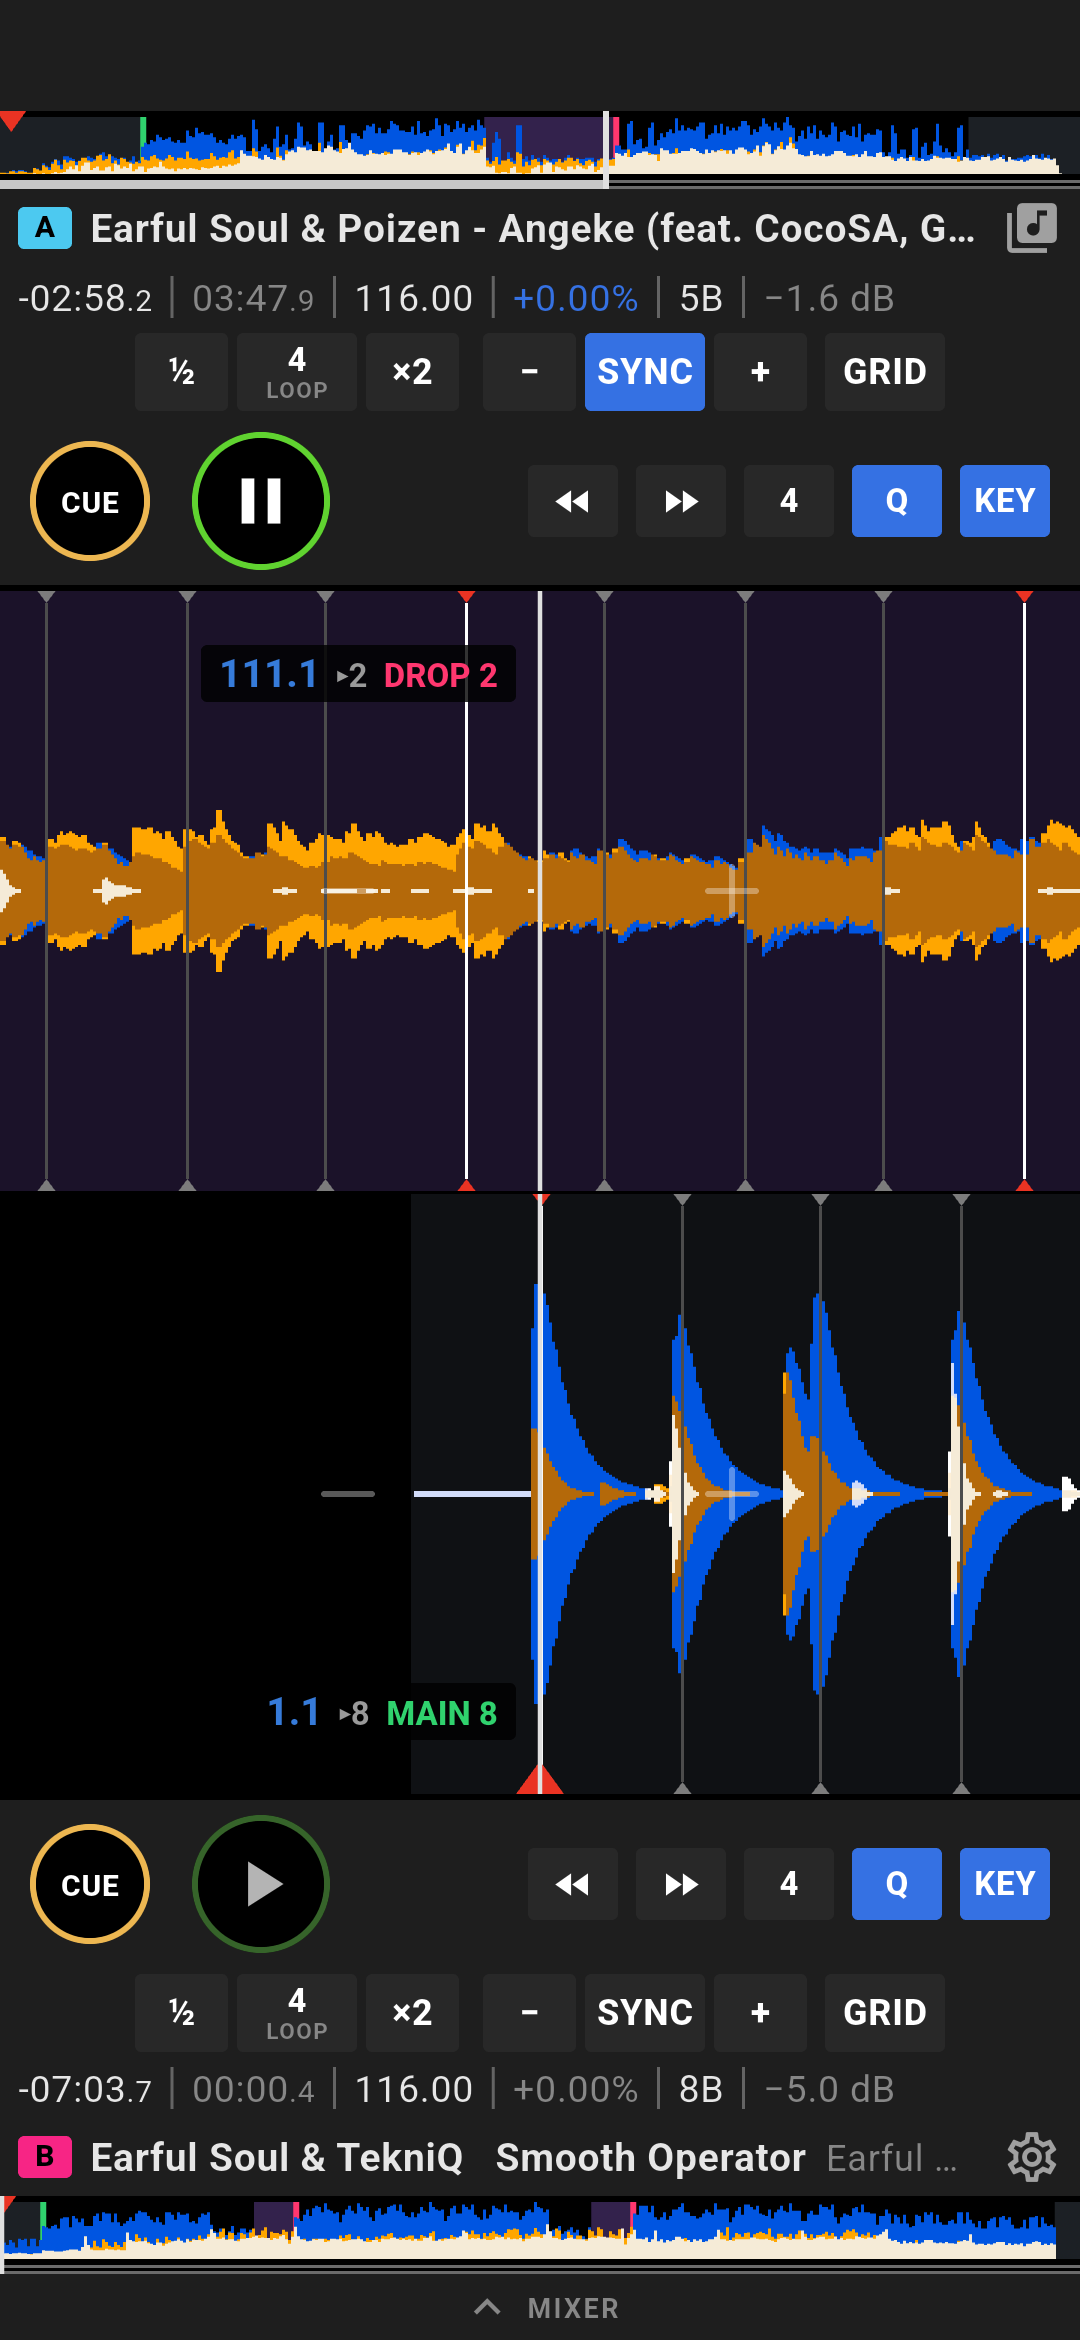 A Earful Soul & Poizen - Angeke (feat. CocoSA, G...
-02:58.2 | 03:47.9 | 116.00 | +0.00% | 5B | −1.6 dB
½ 4 LOOP ×2 − SYNC + GRID
CUE 4 Q KEY
111.1 ▸2 DROP 2
1.1 ▸8 MAIN 8
CUE 4 Q KEY
½ 4 LOOP ×2 − SYNC + GRID
-07:03.7 | 00:00.4 | 116.00 | +0.00% | 8B | −5.0 dB
B Earful Soul & TekniQ Smooth Operator Earful ...
MIXER